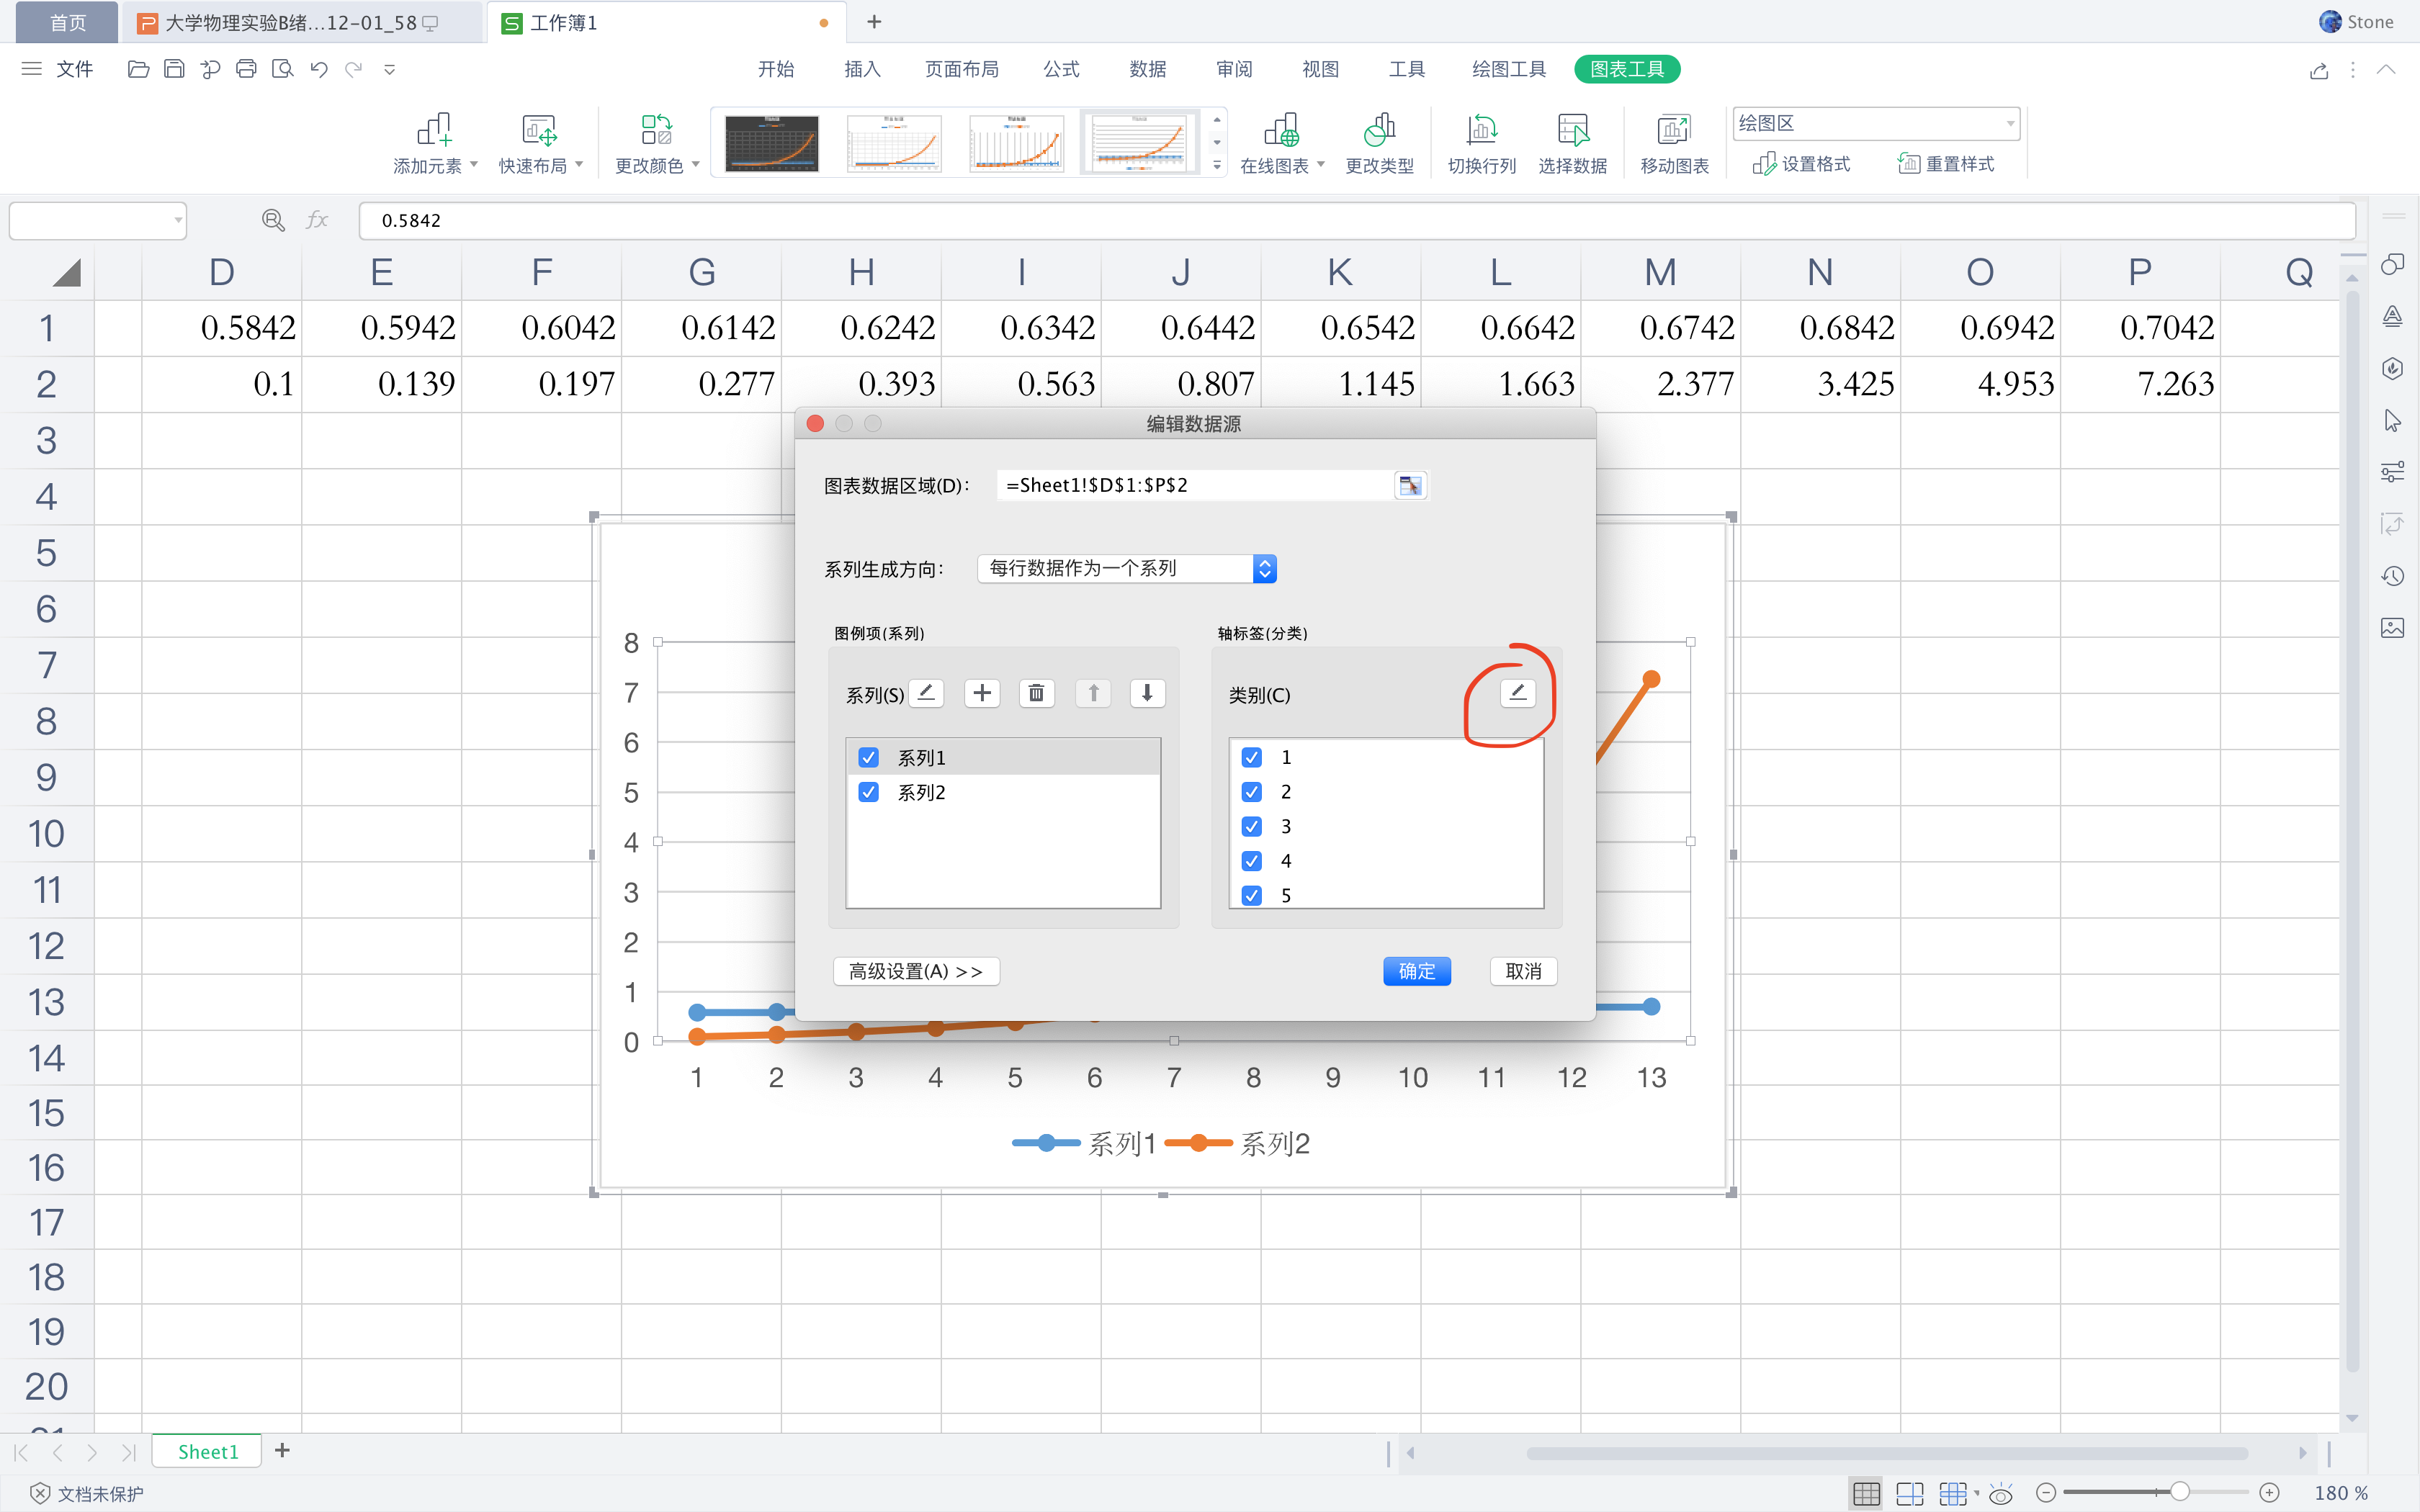 首页
大学物理实验B绪...12-01_58
工作簿1
Stone
文件
开始 插入 页面布局 公式 数据 审阅 视图 工具 绘图工具 图表工具
添加元素 快速布局 更改颜色 在线图表 更改类型 切换行列 选择数据 移动图表
绘图区
设置格式 重置样式
fx 0.5842
D E F G H I J K L M N O P Q
1 0.5842 0.5942 0.6042 0.6142 0.6242 0.6342 0.6442 0.6542 0.6642 0.6742 0.6842 0.6942 0.7042
2 0.1 0.139 0.197 0.277 0.393 0.563 0.807 1.145 1.663 2.377 3.425 4.953 7.263
3
4
5
6
7
8
9
10
11
12
13
14
15
16
17
18
19
20
21
编辑数据源
图表数据区域(D): =Sheet1!$D$1:$P$2
系列生成方向: 每行数据作为一个系列
图例项(系列)
系列(S)
系列1
系列2
轴标签(分类)
类别(C)
1
2
3
4
5
高级设置(A) >>
确定
取消
8
7
6
5
4
3
2
1
0
1 2 3 4 5 6 7 8 9 10 11 12 13
系列1 系列2
Sheet1
文档未保护
180 %